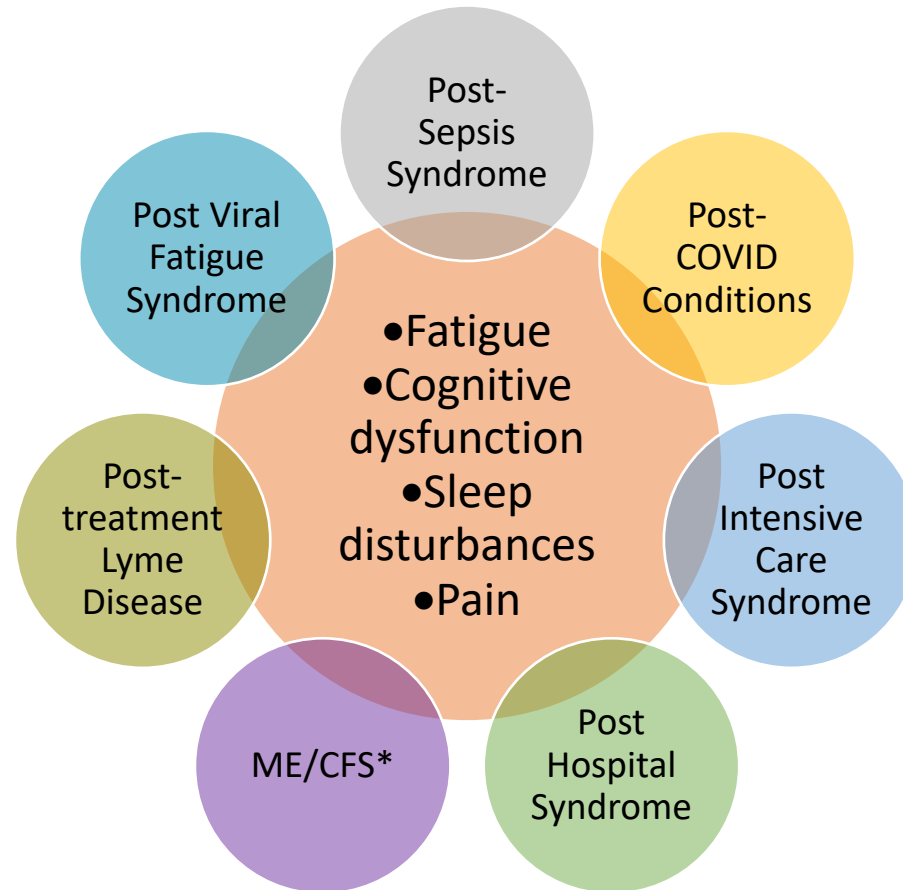 Post-
Sepsis
Syndrome
Post-
COVID
Conditions
Post
Intensive
Care
Syndrome
Post
Hospital
Syndrome
ME/CFS*
Post-
treatment
Lyme
Disease
Post Viral
Fatigue
Syndrome
•Fatigue
•Cognitive
dysfunction
•Sleep
disturbances
•Pain